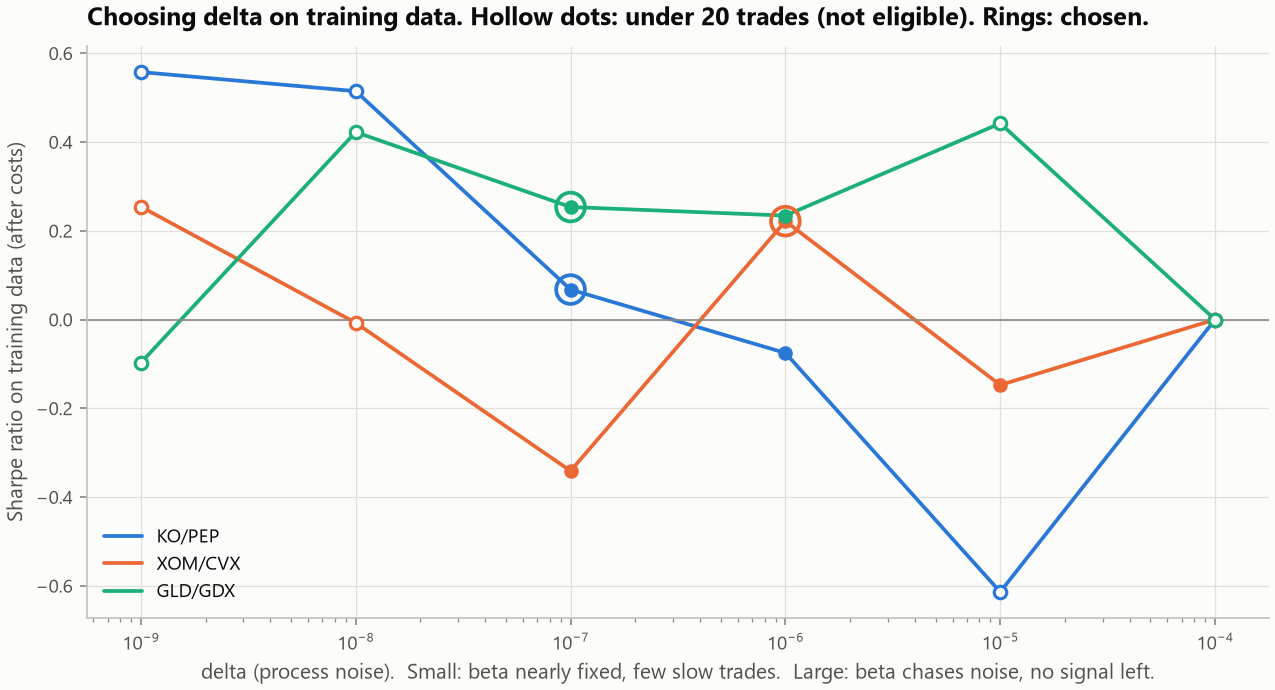 Choosing delta on training data. Hollow dots: under 20 trades (not eligible). Rings: chosen.
Sharpe ratio on training data (after costs)
0.6
0.4
0.2
0.0
−0.2
−0.4
−0.6
KO/PEP
XOM/CVX
GLD/GDX
10⁻⁹
10⁻⁸
10⁻⁷
10⁻⁶
10⁻⁵
10⁻⁴
delta (process noise).  Small: beta nearly fixed, few slow trades.  Large: beta chases noise, no signal left.